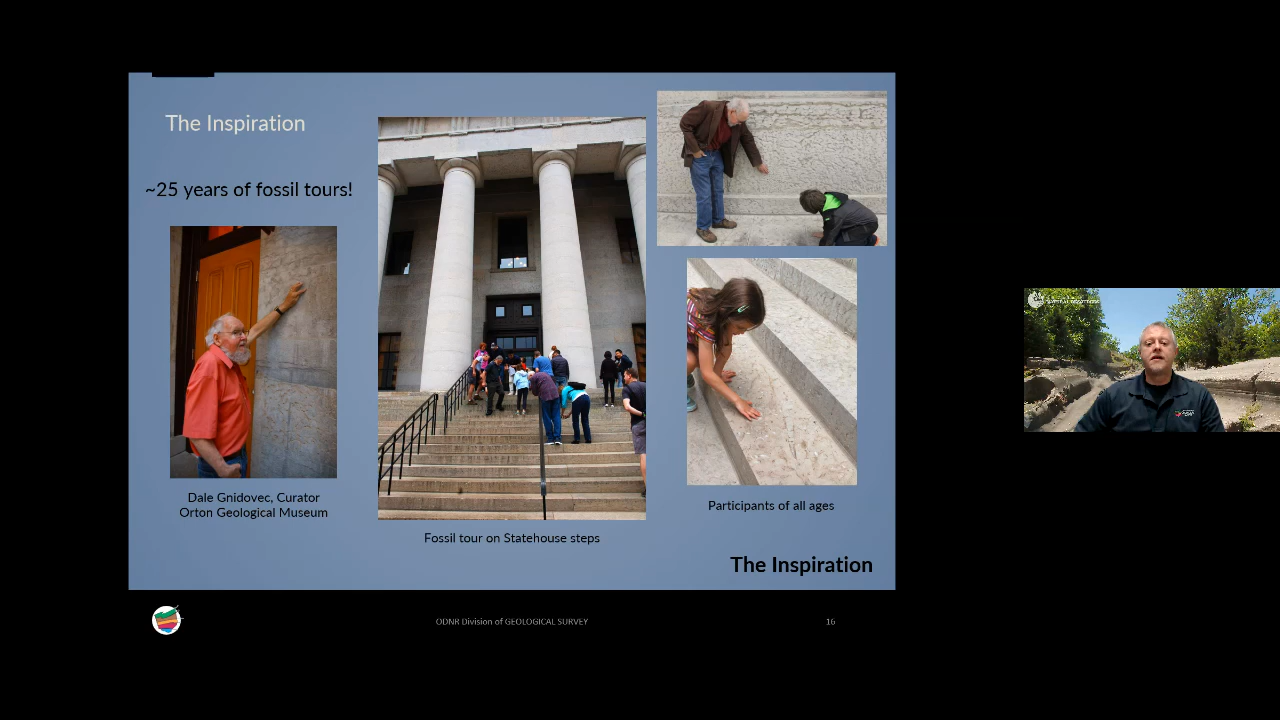 The Inspiration
~25 years of fossil tours!
Dale Gnidovec, Curator
Orton Geological Museum
Fossil tour on Statehouse steps
Participants of all ages
The Inspiration
ODNR Division of GEOLOGICAL SURVEY
16